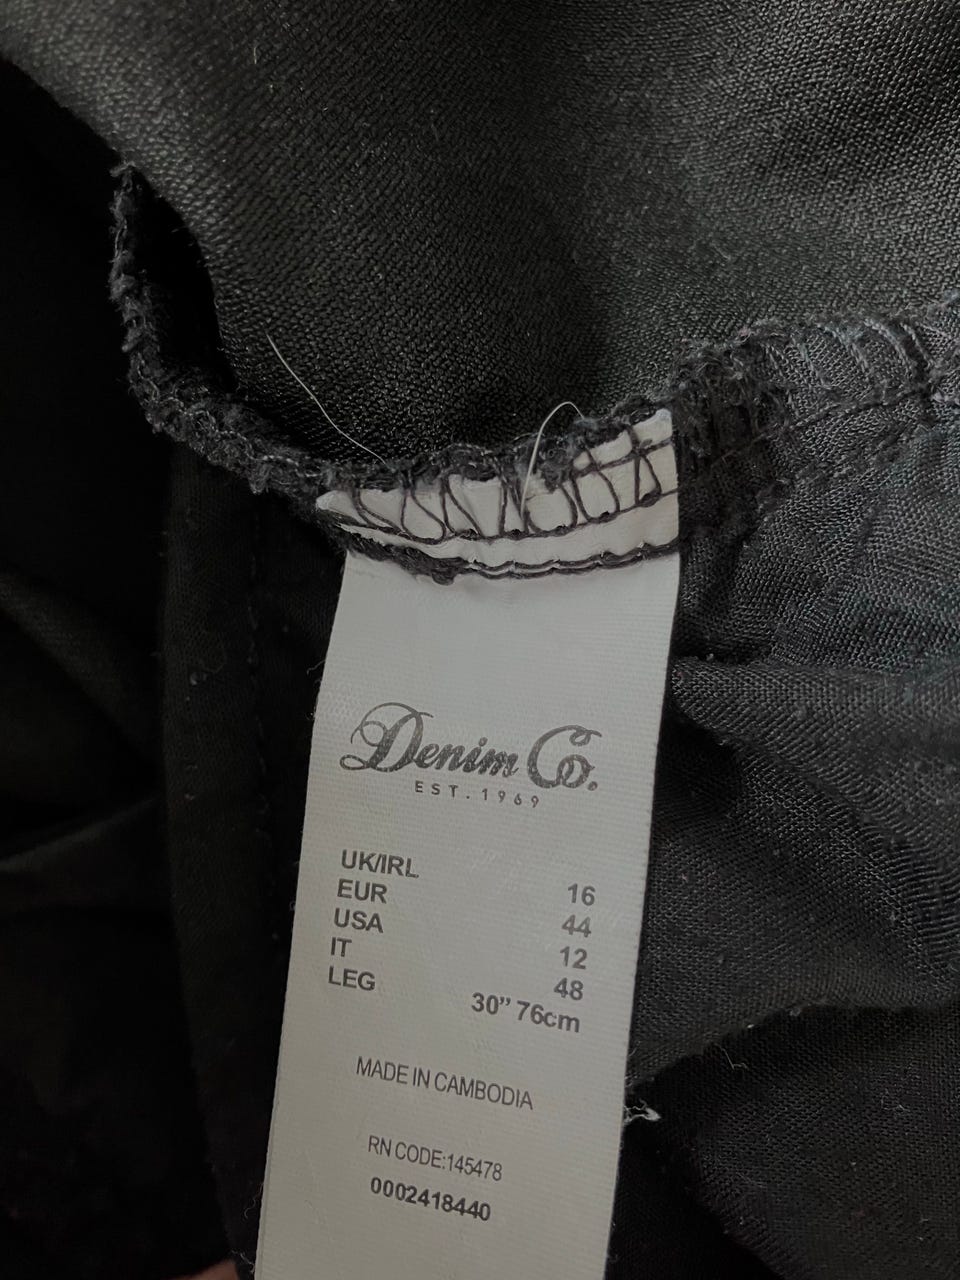 Denim Co.
EST. 1969
UK/IRL 16
EUR 44
USA 12
IT 48
LEG 30” 76cm
MADE IN CAMBODIA
RN CODE:145478
0002418440